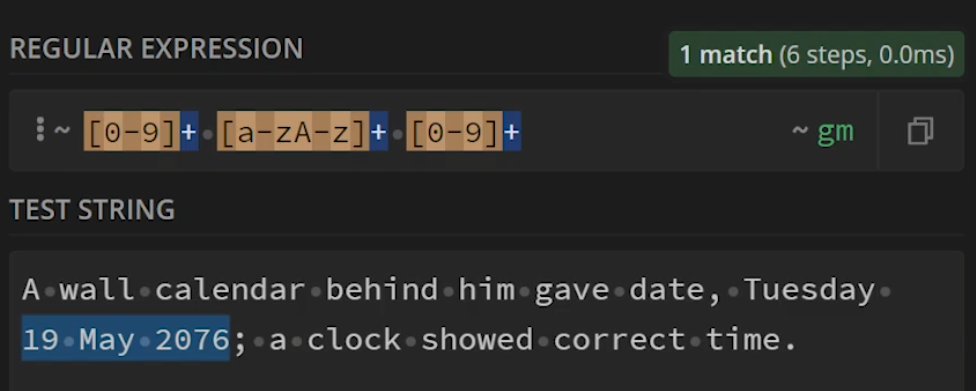 REGULAR EXPRESSION
1 match (6 steps, 0.0ms)
~ [0-9]+·[a-zA-z]+·[0-9]+ ~ gm
TEST STRING
A·wall·calendar·behind·him·gave·date,·Tuesday·
19·May·2076;·a·clock·showed·correct·time.